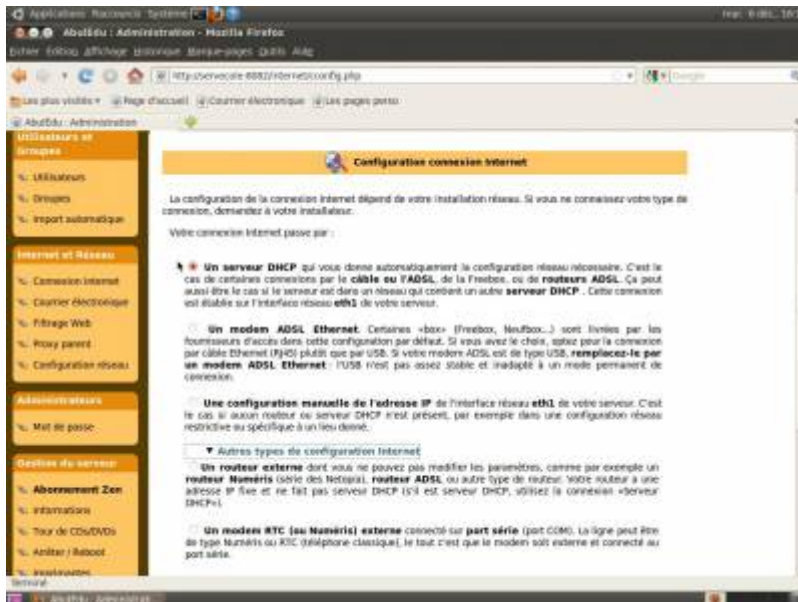 Applications Raccourcis Système
mar. 8 déc., 16
AbulEdu : Administration - Mozilla Firefox
Fichier Édition Affichage Historique Marque-pages Outils Aide
http://servecole:8082/internet/config.php
Google
Les plus visités Page d'accueil Courrier électronique Les pages perso
AbulEdu : Administration
Utilisateurs et
Groupes
Utilisateurs
Groupes
Import automatique
Internet et Réseau
Connexion internet
Courrier électronique
Filtrage Web
Proxy parent
Configuration réseau
Administrateurs
Mot de passe
Gestion du serveur
Abonnement Zen
Informations
Tour de CDs/DVDs
Arrêter / Reboot
Imprimantes
Configuration connexion Internet
La configuration de la connexion internet dépend de votre installation réseau. Si vous ne connaissez votre type de
connexion, demandez à votre installateur.
Votre connexion Internet passe par :
Un serveur DHCP qui vous donne automatiquement la configuration réseau nécessaire. C'est le
cas de certaines connexions par le câble ou l'ADSL, de la Freebox, ou de routeurs ADSL. Ça peut
aussi être le cas si le serveur est dans un réseau qui contient un autre serveur DHCP . Cette connexion
est établie sur l'interface réseau eth1 de votre serveur.
Un modem ADSL Ethernet. Certaines «box» (Freebox, Neufbox...) sont livrées par les
fournisseurs d'accès dans cette configuration par défaut. Si vous avez le choix, optez pour la connexion
par câble Ethernet (RJ45) plutôt que par USB. Si votre modem ADSL est de type USB, remplacez-le par
un modem ADSL Ethernet : l'USB n'est pas assez stable et inadapté à un mode permanent de
connexion.
Une configuration manuelle de l'adresse IP de l'interface réseau eth1 de votre serveur. C'est
le cas si aucun routeur ou serveur DHCP n'est présent, par exemple dans une configuration réseau
restrictive ou spécifique à un lieu donné.
▼ Autres types de configuration Internet
Un routeur externe dont vous ne pouvez pas modifier les paramètres, comme par exemple un
routeur Numéris (série des Netopia), routeur ADSL ou autre type de routeur. Votre routeur a une
adresse IP fixe et ne fait pas serveur DHCP (s'il est serveur DHCP, utilisez la connexion «serveur
DHCP»).
Un modem RTC (ou Numéris) externe connecté sur port série (port COM). La ligne peut être
de type Numéris ou RTC (téléphone classique), le tout c'est que le modem soit externe et connecté au
port série.
Terminé
AbulEdu : Administrat...